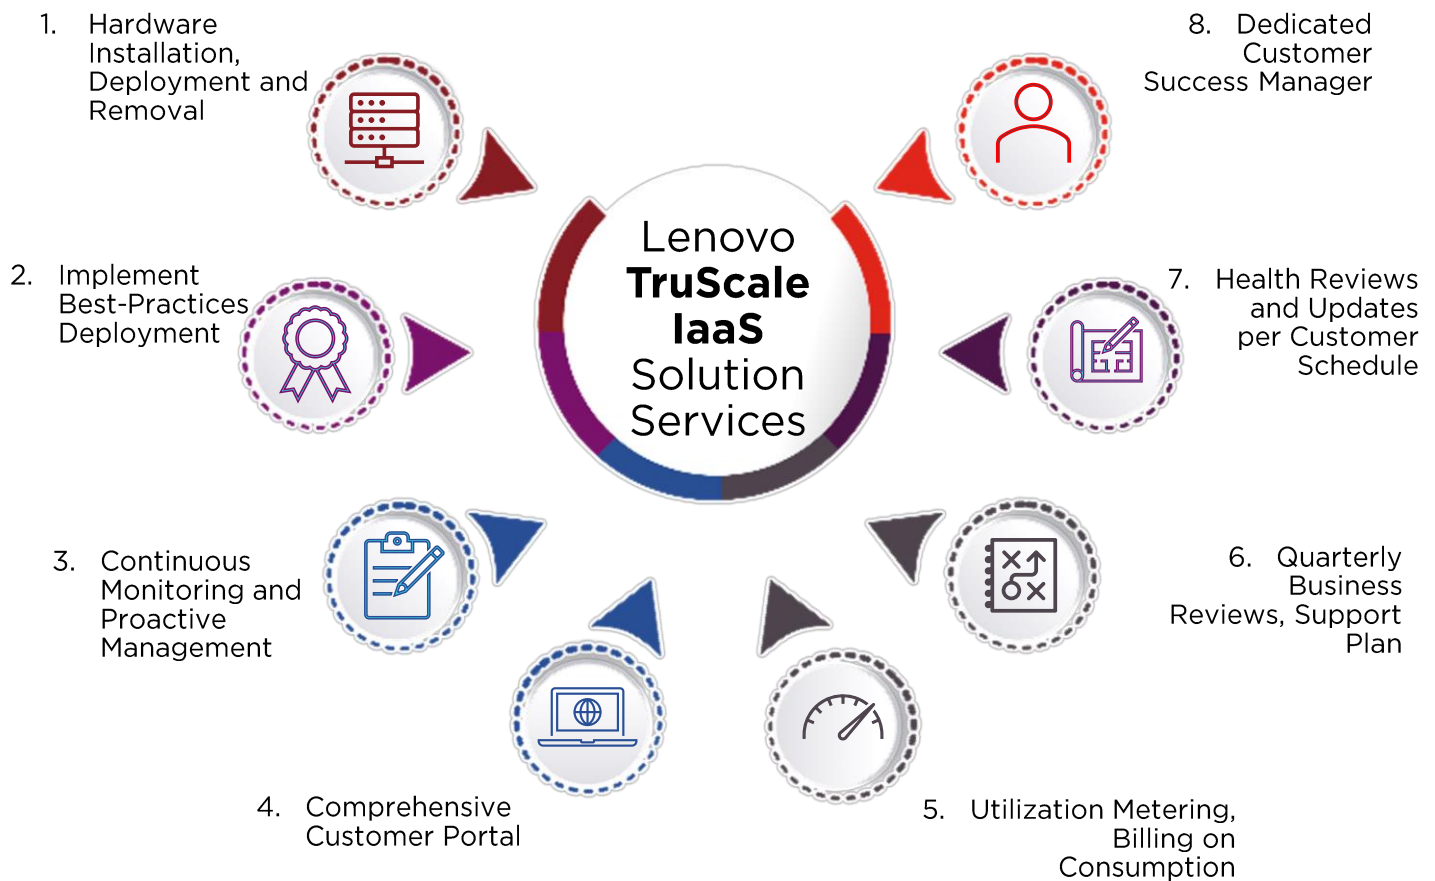 1. Hardware
Installation,
Deployment and
Removal
2. Implement
Best-Practices
Deployment
3. Continuous
Monitoring and
Proactive
Management
4. Comprehensive
Customer Portal
Lenovo
TruScale
IaaS
Solution
Services
5. Utilization Metering,
Billing on
Consumption
6. Quarterly
Business
Reviews, Support
Plan
7. Health Reviews
and Updates
per Customer
Schedule
8. Dedicated
Customer
Success Manager